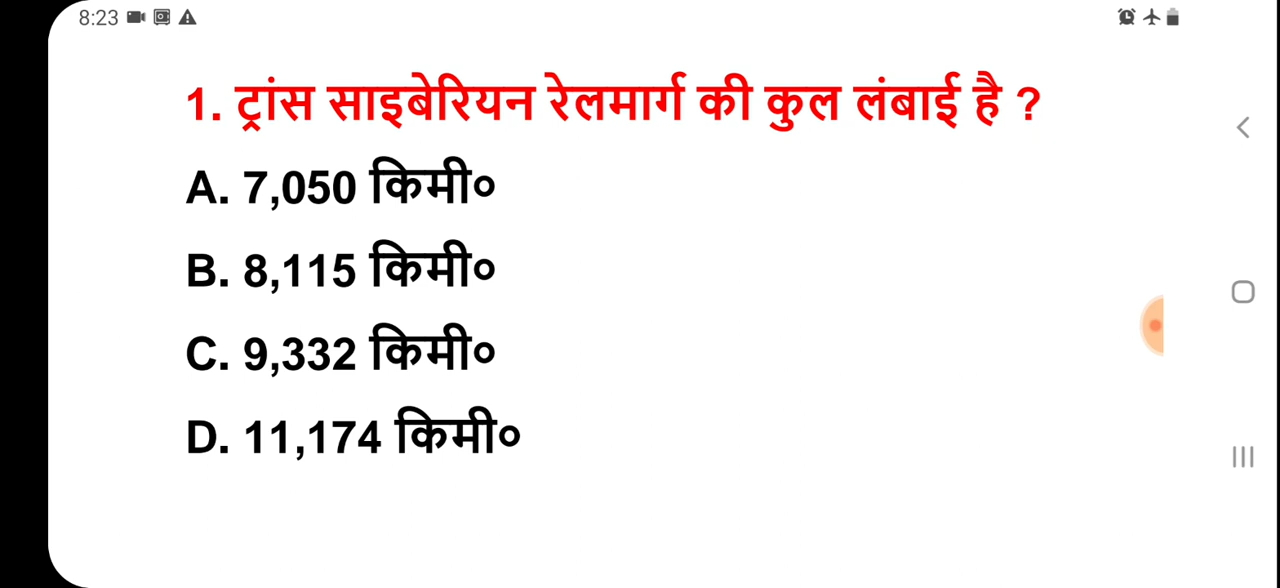 8:23
1. ट्रांस साइबेरियन रेलमार्ग की कुल लंबाई है ?
A. 7,050 किमी०
B. 8,115 किमी०
C. 9,332 किमी०
D. 11,174 किमी०